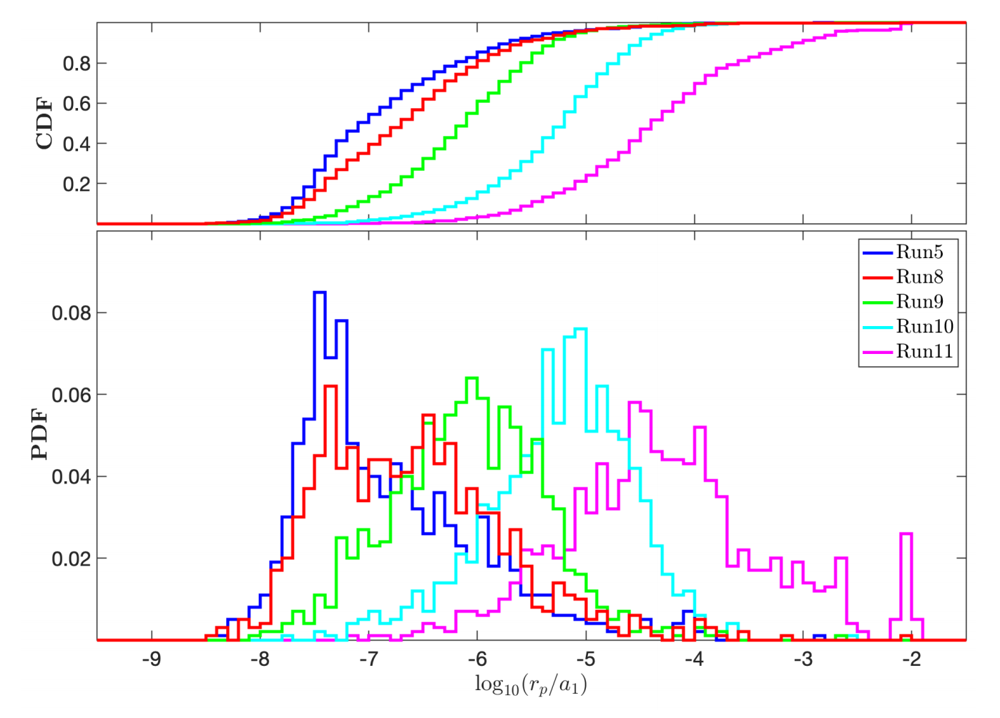 CDF
0.8
0.6
0.4
0.2
PDF
0.08
0.06
0.04
0.02
Run5
Run8
Run9
Run10
Run11
-9 -8 -7 -6 -5 -4 -3 -2
log₁₀(rₚ/a₁)